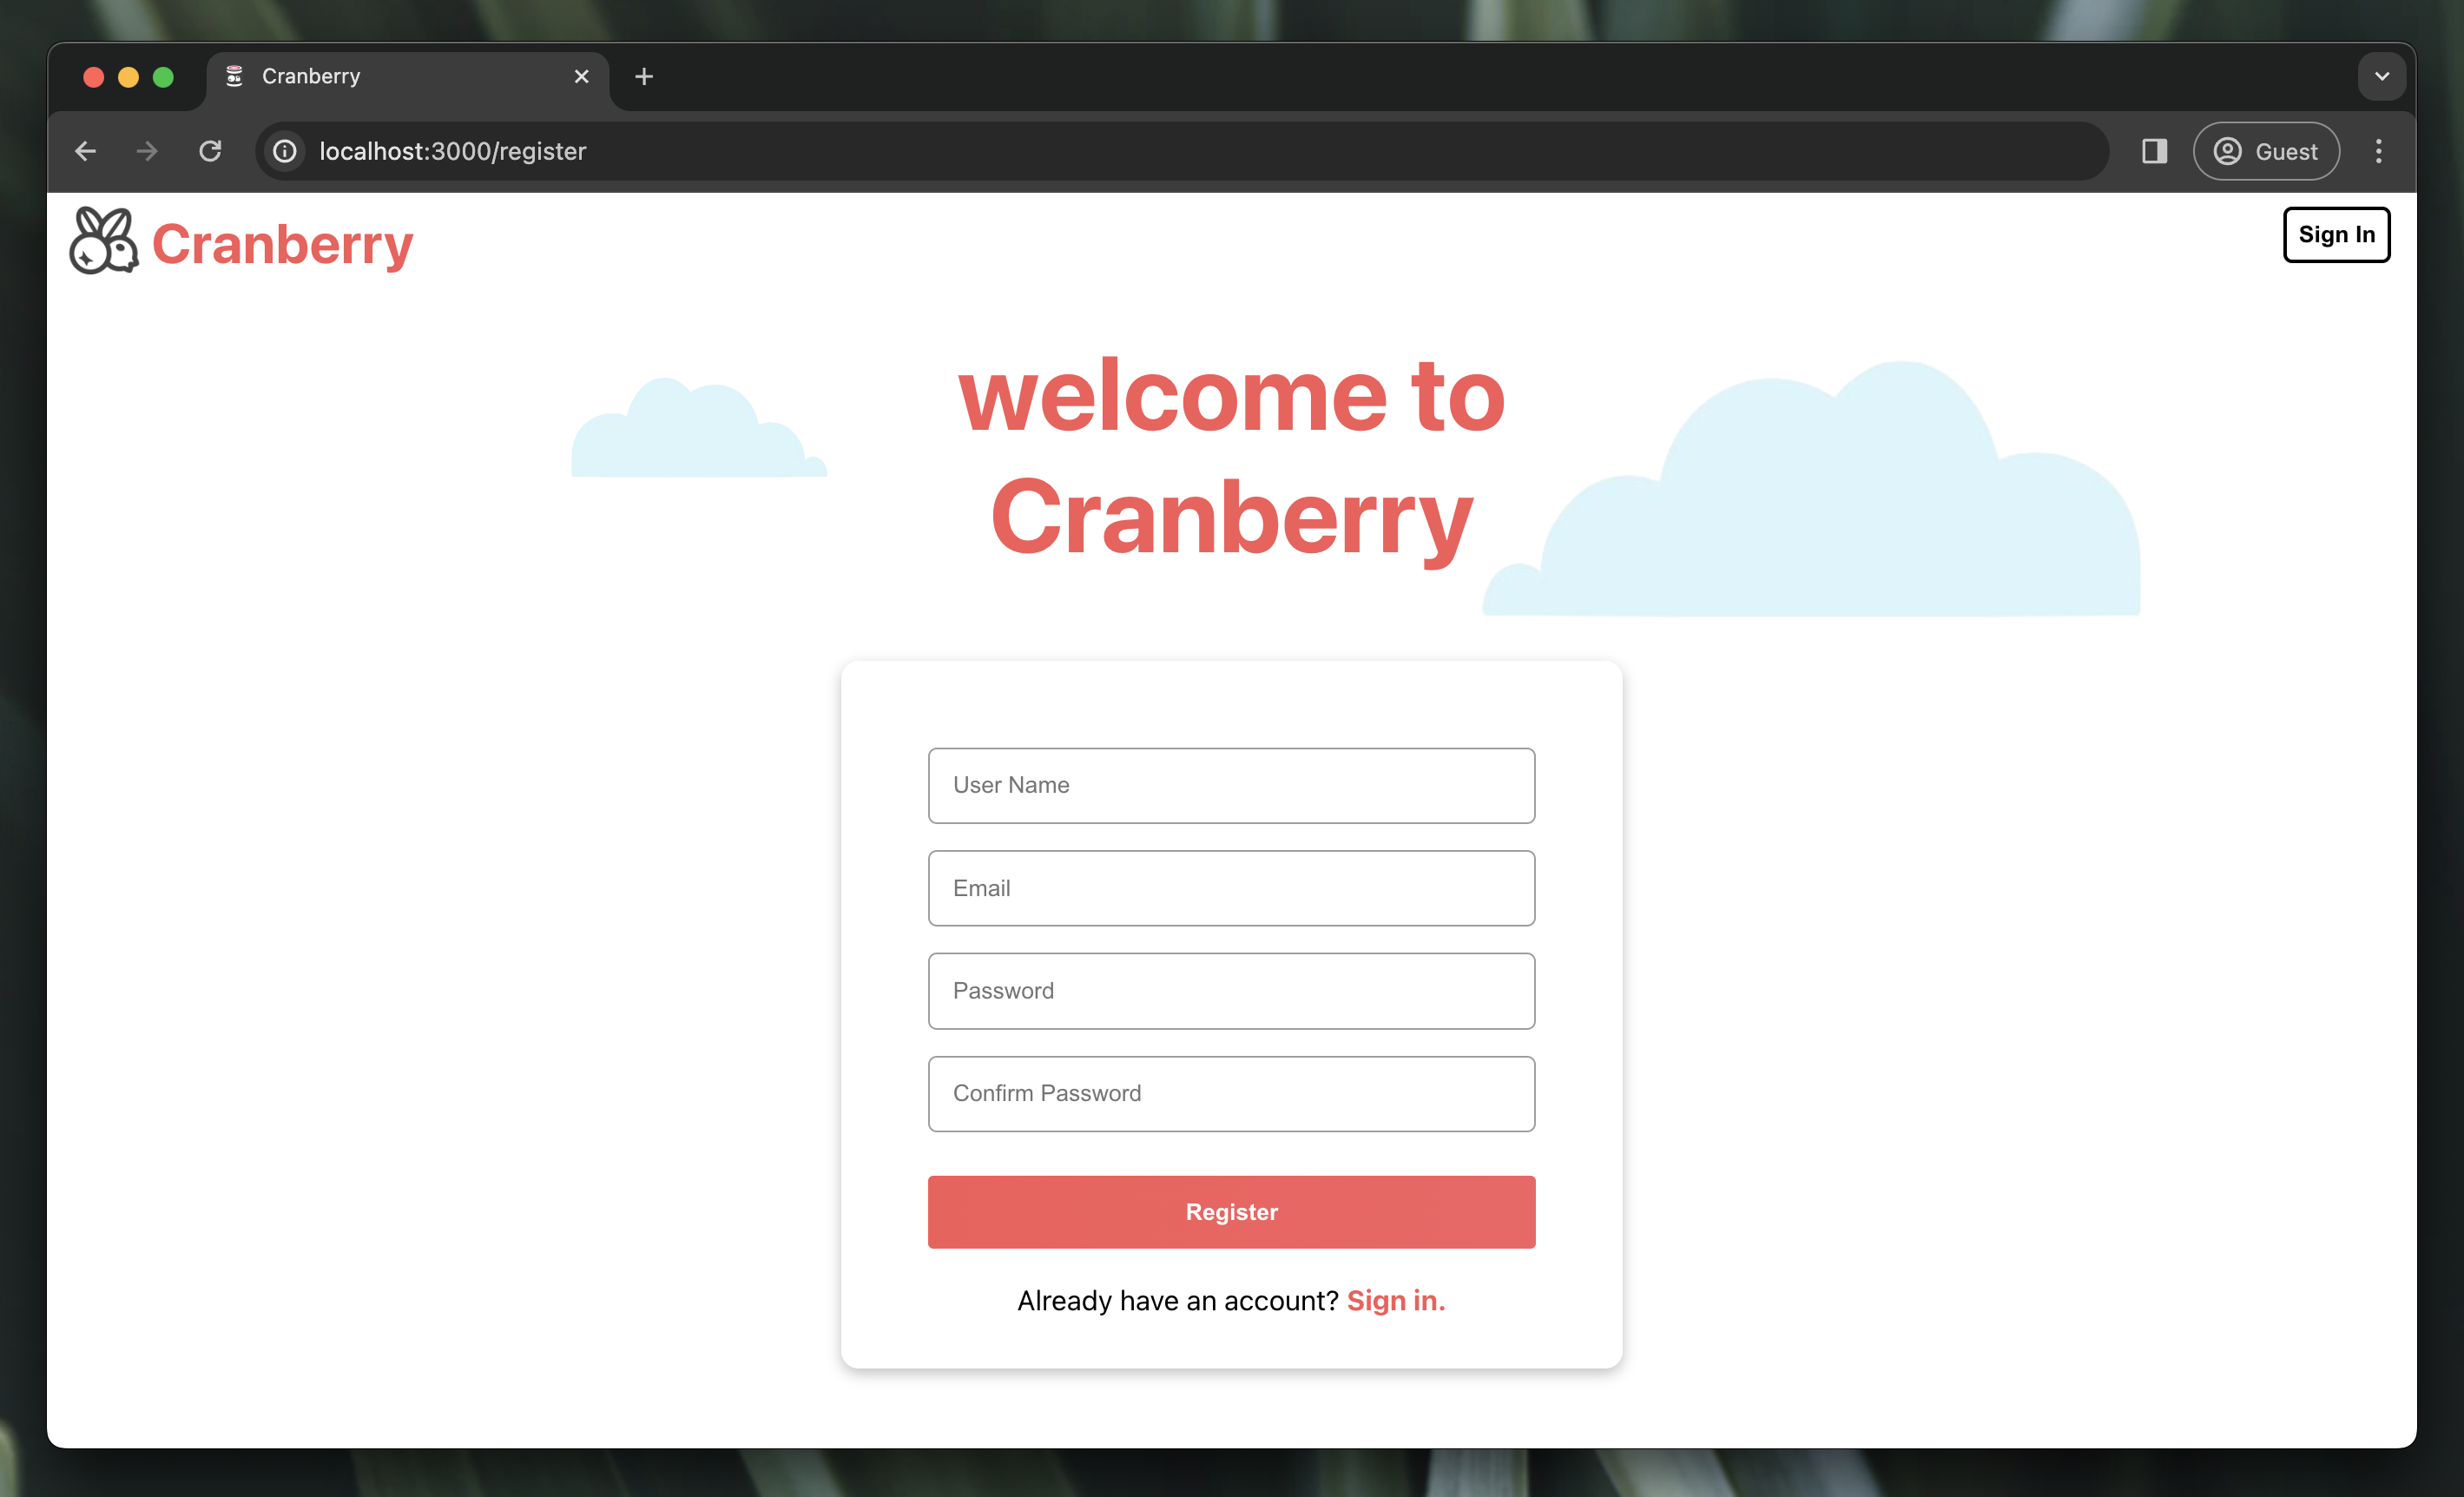 Cranberry
localhost:3000/register
Guest
Cranberry
Sign In
welcome to
Cranberry
User Name
Email
Password
Confirm Password
Register
Already have an account? Sign in.